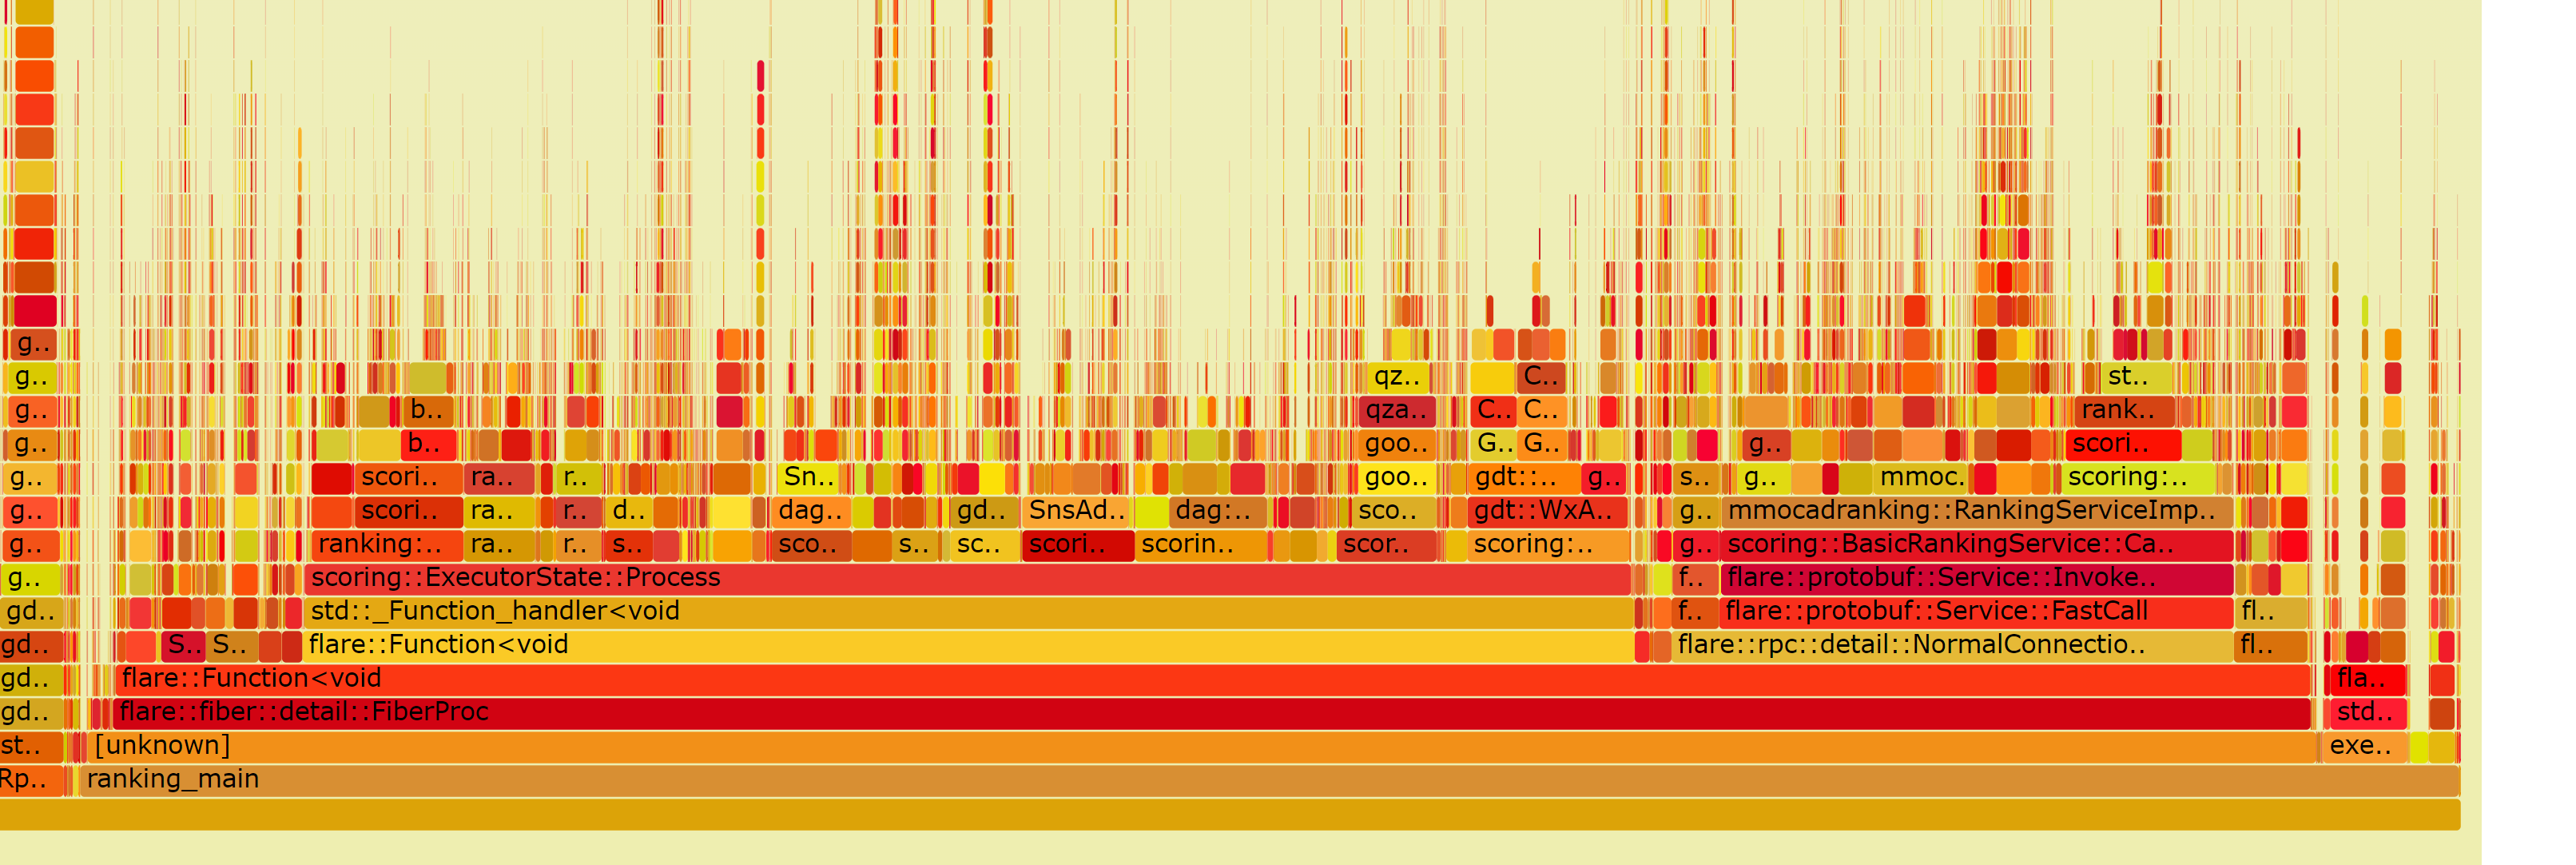 g..
g.. qz.. C.. st..
g.. b.. qza.. C.. C.. rank..
g.. b.. goo.. G.. G.. g.. scori..
g.. scori.. ra.. r.. Sn.. goo.. gdt::.. g.. s.. g.. mmoc. scoring:..
g.. scori.. ra.. r.. d.. dag.. gd.. SnsAd.. dag:.. sco.. gdt::WxA.. g.. mmocadranking::RankingServiceImp..
g.. ranking:.. ra.. r.. s.. sco.. s.. sc.. scori.. scorin.. scor.. scoring:.. g.. scoring::BasicRankingService::Ca..
g.. scoring::ExecutorState::Process f.. flare::protobuf::Service::Invoke..
gd.. std::_Function_handler<void f.. flare::protobuf::Service::FastCall fl..
gd.. S.. S.. flare::Function<void flare::rpc::detail::NormalConnectio.. fl..
gd.. flare::Function<void fla..
gd.. flare::fiber::detail::FiberProc std..
st.. [unknown] exe..
Rp.. ranking_main